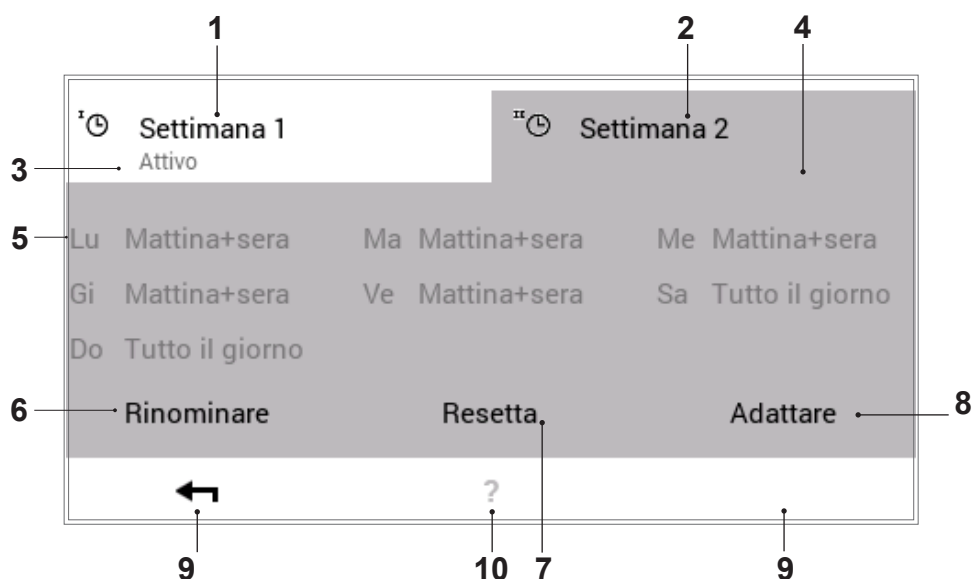 1 2 4
I Settimana 1 II Settimana 2
3 Attivo
5 Lu Mattina+sera Ma Mattina+sera Me Mattina+sera
Gi Mattina+sera Ve Mattina+sera Sa Tutto il giorno
Do Tutto il giorno
6 Rinominare Resetta Adattare 8
?
9 10 7 9